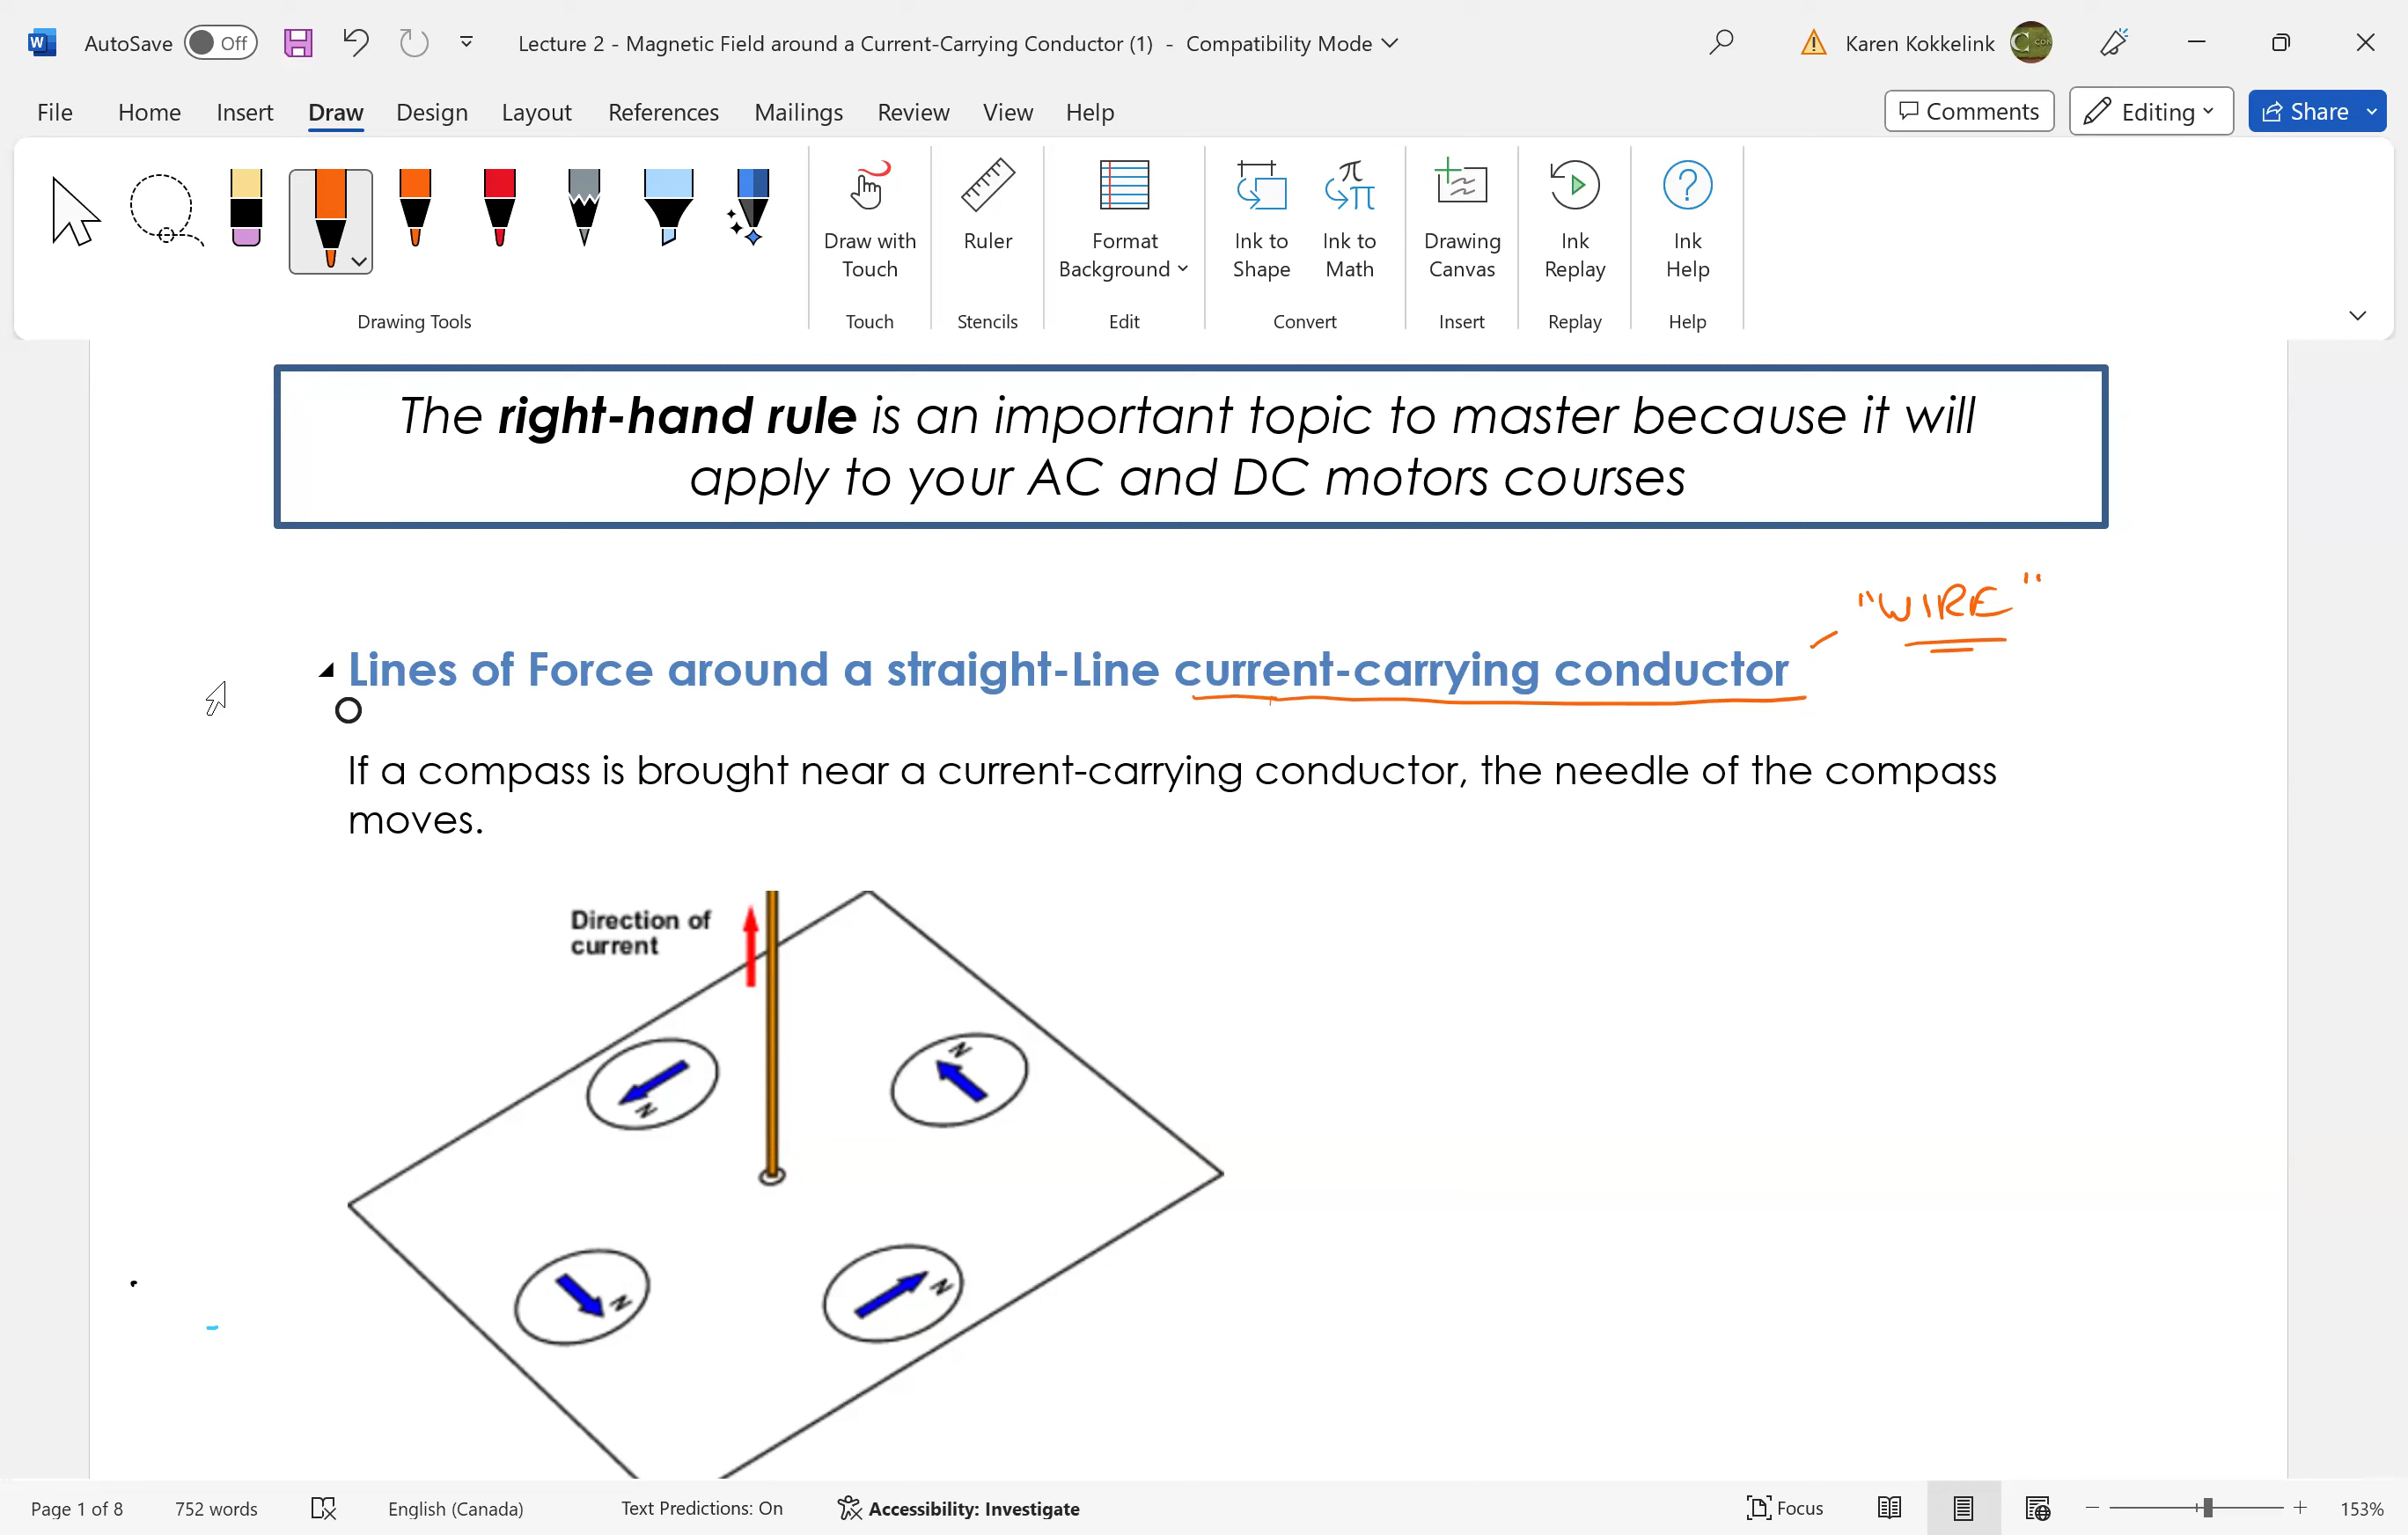 AutoSave Off Lecture 2 - Magnetic Field around a Current-Carrying Conductor (1) - Compatibility Mode Karen Kokkelink
File Home Insert Draw Design Layout References Mailings Review View Help Comments Editing Share
Draw with Touch
Ruler
Format Background
Ink to Shape
Ink to Math
Drawing Canvas
Ink Replay
Ink Help
Drawing Tools Touch Stencils Edit Convert Insert Replay Help
The right-hand rule is an important topic to master because it will
apply to your AC and DC motors courses
"WIRE"
Lines of Force around a straight-Line current-carrying conductor
If a compass is brought near a current-carrying conductor, the needle of the compass
moves.
Direction of
current
N
N
N
N
Page 1 of 8 752 words English (Canada) Text Predictions: On Accessibility: Investigate Focus 153%